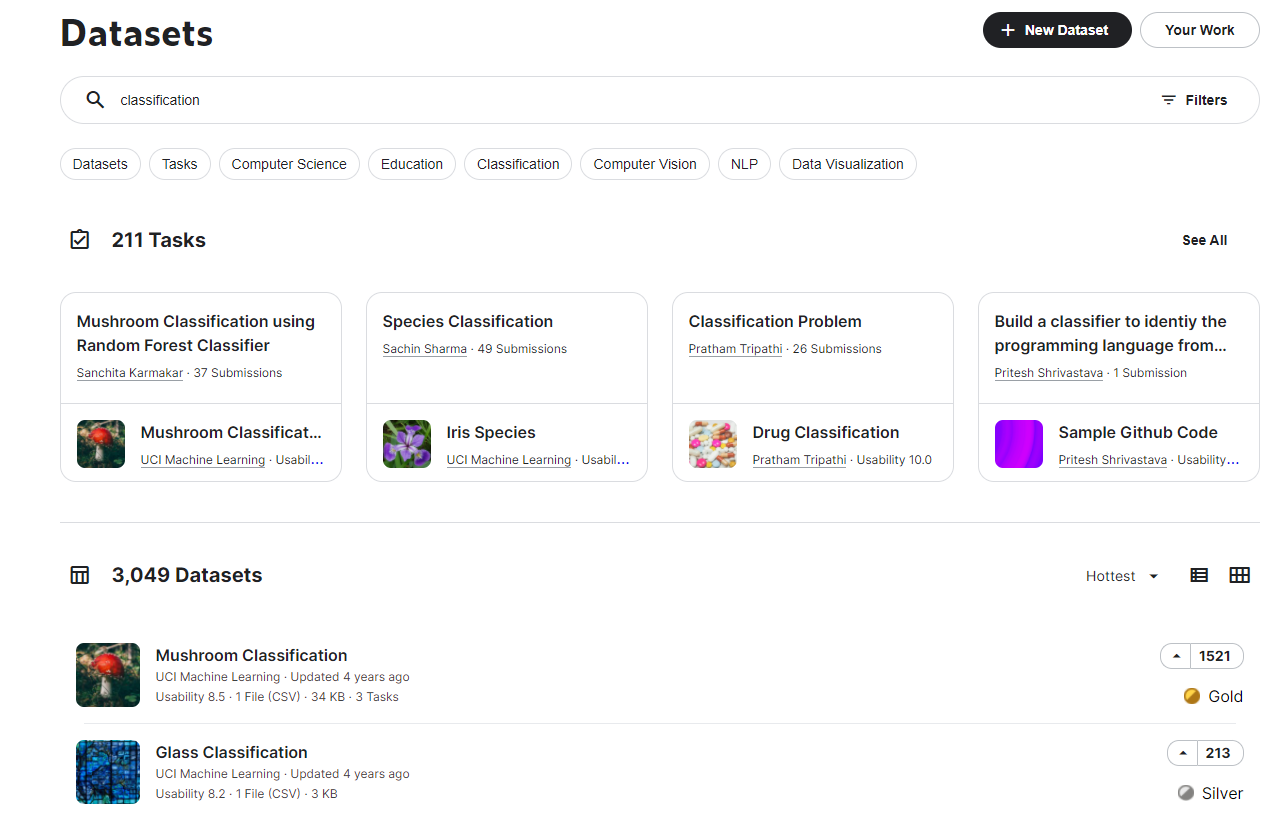 Datasets
New Dataset
Your Work
classification
Filters
Datasets
Tasks
Computer Science
Education
Classification
Computer Vision
NLP
Data Visualization
211 Tasks
See All
Mushroom Classification using
Random Forest Classifier
Sanchita Karmakar · 37 Submissions
Mushroom Classificat...
UCI Machine Learning · Usabil...
Species Classification
Sachin Sharma · 49 Submissions
Iris Species
UCI Machine Learning · Usabil...
Classification Problem
Pratham Tripathi · 26 Submissions
Drug Classification
Pratham Tripathi · Usability 10.0
Build a classifier to identiy the
programming language from...
Pritesh Shrivastava · 1 Submission
Sample Github Code
Pritesh Shrivastava · Usability...
3,049 Datasets
Hottest
Mushroom Classification
UCI Machine Learning · Updated 4 years ago
Usability 8.5 · 1 File (CSV) · 34 KB · 3 Tasks
1521
Gold
Glass Classification
UCI Machine Learning · Updated 4 years ago
Usability 8.2 · 1 File (CSV) · 3 KB
213
Silver